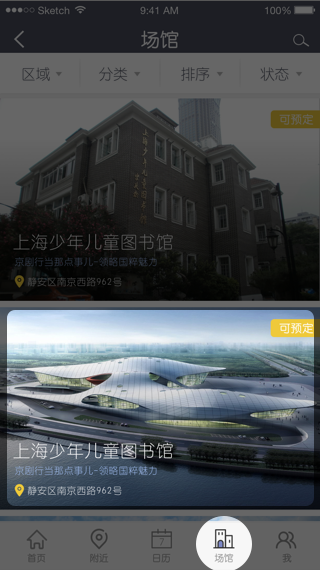 Sketch 9:41 AM 100%
场馆
区域 分类 排序 状态
可预定
上海少年儿童图书馆
京剧行当那点事儿-领略国粹魅力
静安区南京西路962号
可预定
上海少年儿童图书馆
京剧行当那点事儿-领略国粹魅力
静安区南京西路962号
首页 附近 7 日历 场馆 我